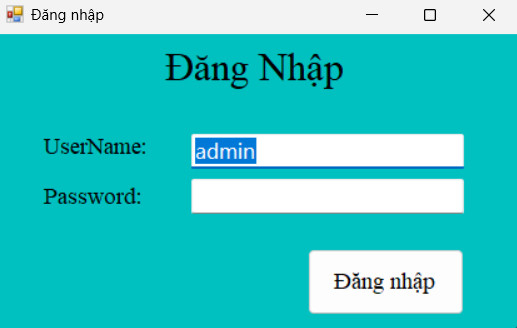 Đăng nhập
Đăng Nhập
UserName: admin
Password:
Đăng nhập